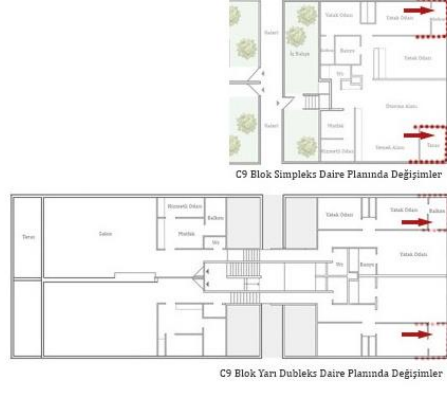 Yatak Odası
Yatak Odası
Galeri
İç Bahçe
Banyo
Yatak Odası
Wc
Oturma Alanı
Galeri
Mutfak
Yemek Alanı
Teras
Hizmetli Odası
C9 Blok Simpleks Daire Planında Değişimler
Hizmetli Odası
Balkon
Yatak Odası
Yatak Odası
Balkon
Teras
Salon
Mutfak
Wc
Yatak Odası
Wc
Banyo
C9 Blok Yarı Dubleks Daire Planında Değişimler